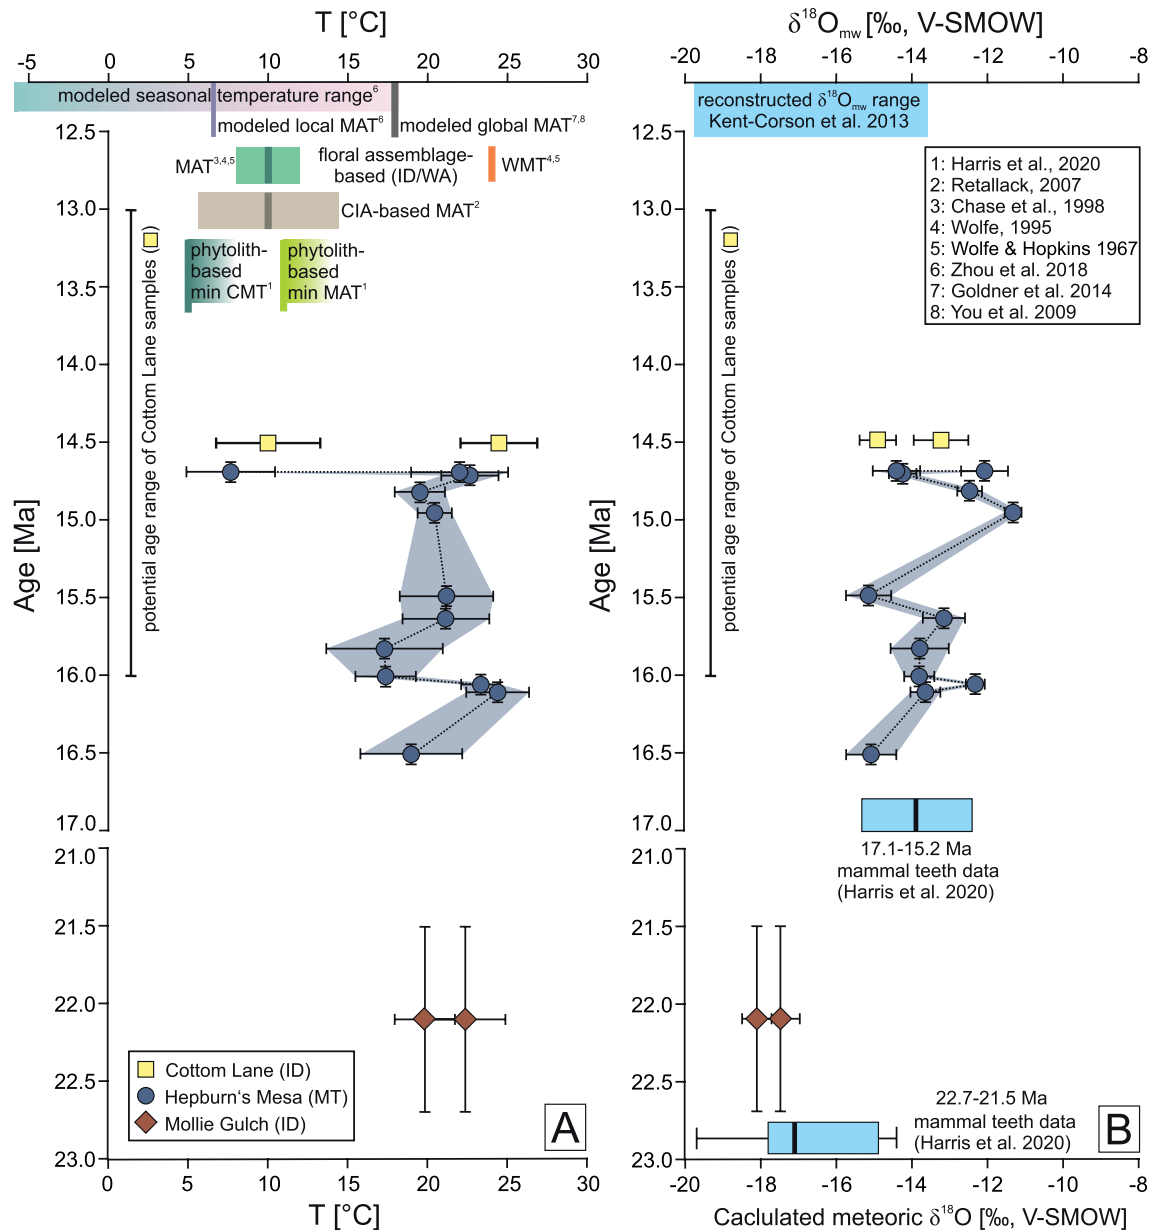 T [°C]
-5 0 5 10 15 20 25 30
modeled seasonal temperature range⁶
modeled local MAT⁶
modeled global MAT⁷,⁸
MAT³,⁴,⁵
floral assemblage-
based (ID/WA)
WMT⁴,⁵
CIA-based MAT²
phytolith-
based
min CMT¹
phytolith-
based
min MAT¹
potential age range of Cottom Lane samples ( )
12.5
13.0
13.5
14.0
14.5
15.0
15.5
16.0
16.5
17.0
21.0
21.5
22.0
22.5
23.0
Age [Ma]
Cottom Lane (ID)
Hepburn's Mesa (MT)
Mollie Gulch (ID)
A
0 5 10 15 20 25 30
T [°C]
δ¹⁸Omw [‰, V-SMOW]
-20 -18 -16 -14 -12 -10 -8
reconstructed δ¹⁸Omw range
Kent-Corson et al. 2013
1: Harris et al., 2020
2: Retallack, 2007
3: Chase et al., 1998
4: Wolfe, 1995
5: Wolfe & Hopkins 1967
6: Zhou et al. 2018
7: Goldner et al. 2014
8: You et al. 2009
potential age range of Cottom Lane samples ( )
12.5
13.0
13.5
14.0
14.5
15.0
15.5
16.0
16.5
17.0
21.0
21.5
22.0
22.5
23.0
Age [Ma]
17.1-15.2 Ma
mammal teeth data
(Harris et al. 2020)
22.7-21.5 Ma
mammal teeth data
(Harris et al. 2020)
B
-20 -18 -16 -14 -12 -10 -8
Caclulated meteoric δ¹⁸O [‰, V-SMOW]